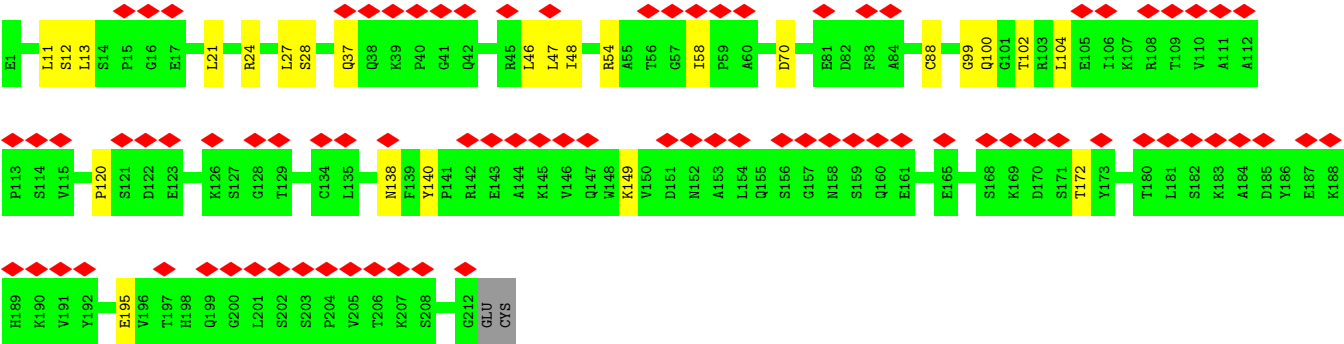 E1 L11 S12 L13 S14 P15 G16 E17 L21 R24 L27 S28 Q37 Q38 K39 P40 G41 Q42 R45 L46 L47 I48 R54 A55 T56 G57 I58 P59 A60 D70 E81 D82 F83 A84 C88 G99 Q100 G101 T102 R103 L104 E105 I106 K107 R108 T109 V110 A111 A112
P113 S114 V115 P120 S121 D122 E123 K126 S127 G128 T129 C134 L135 N138 F139 Y140 P141 R142 E143 A144 K145 V146 Q147 W148 K149 V150 D151 N152 A153 L154 Q155 S156 G157 N158 S159 Q160 E161 E165 S168 K169 D170 S171 T172 Y173 T180 L181 S182 K183 A184 D185 Y186 E187 K188
H189 K190 V191 Y192 E195 V196 T197 H198 Q199 G200 L201 S202 S203 P204 V205 T206 K207 S208 G212 GLU CYS